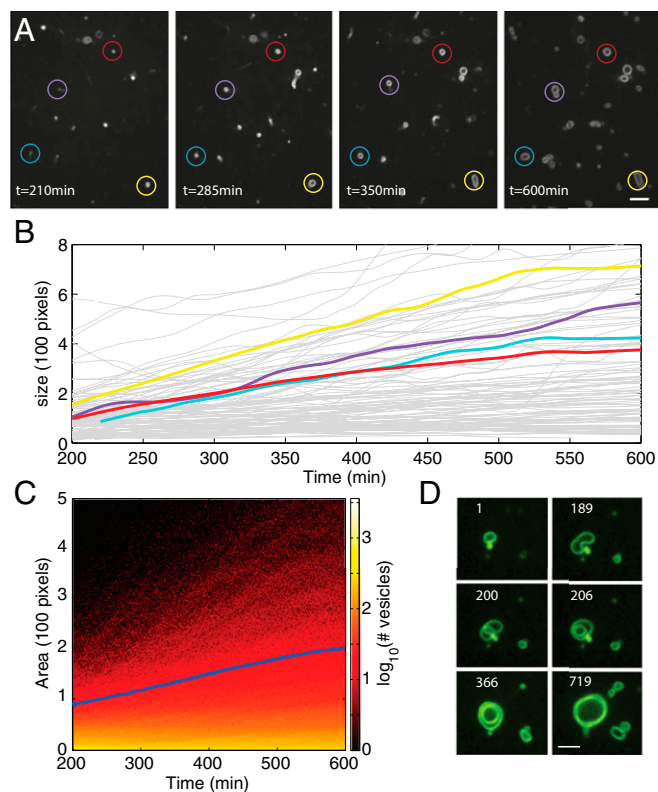 A
t=210min
t=285min
t=350min
t=600min
B
size (100 pixels)
8
6
4
2
0
200
250
300
350
400
450
500
550
600
Time (min)
C
Area (100 pixels)
5
4
3
2
1
0
200
300
400
500
600
Time (min)
3
2
1
0
log10(# vesicles)
D
1
189
200
206
366
719